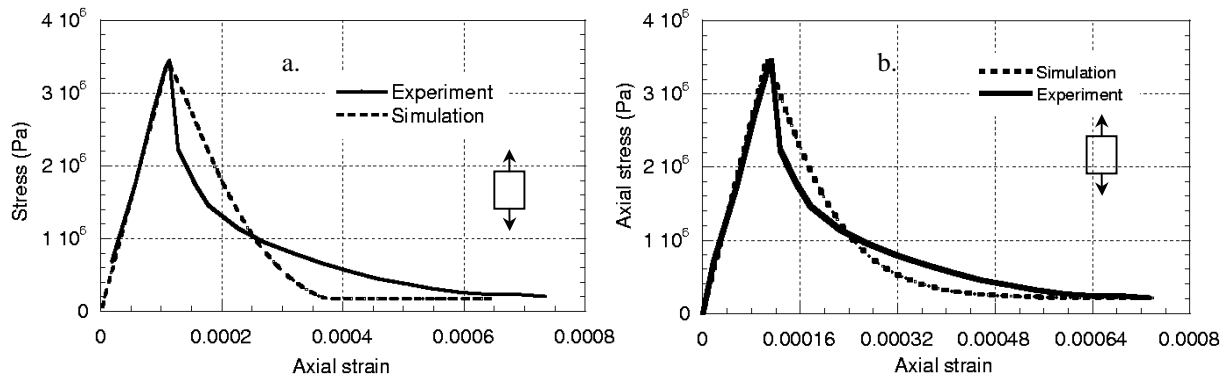 a.
4 10⁶
3 10⁶
2 10⁶
1 10⁶
0
Stress (Pa)
Experiment
Simulation
0 0.0002 0.0004 0.0006 0.0008
Axial strain
b.
4 10⁶
3 10⁶
2 10⁶
1 10⁶
0
Axial stress (Pa)
Simulation
Experiment
0 0.00016 0.00032 0.00048 0.00064 0.0008
Axial strain